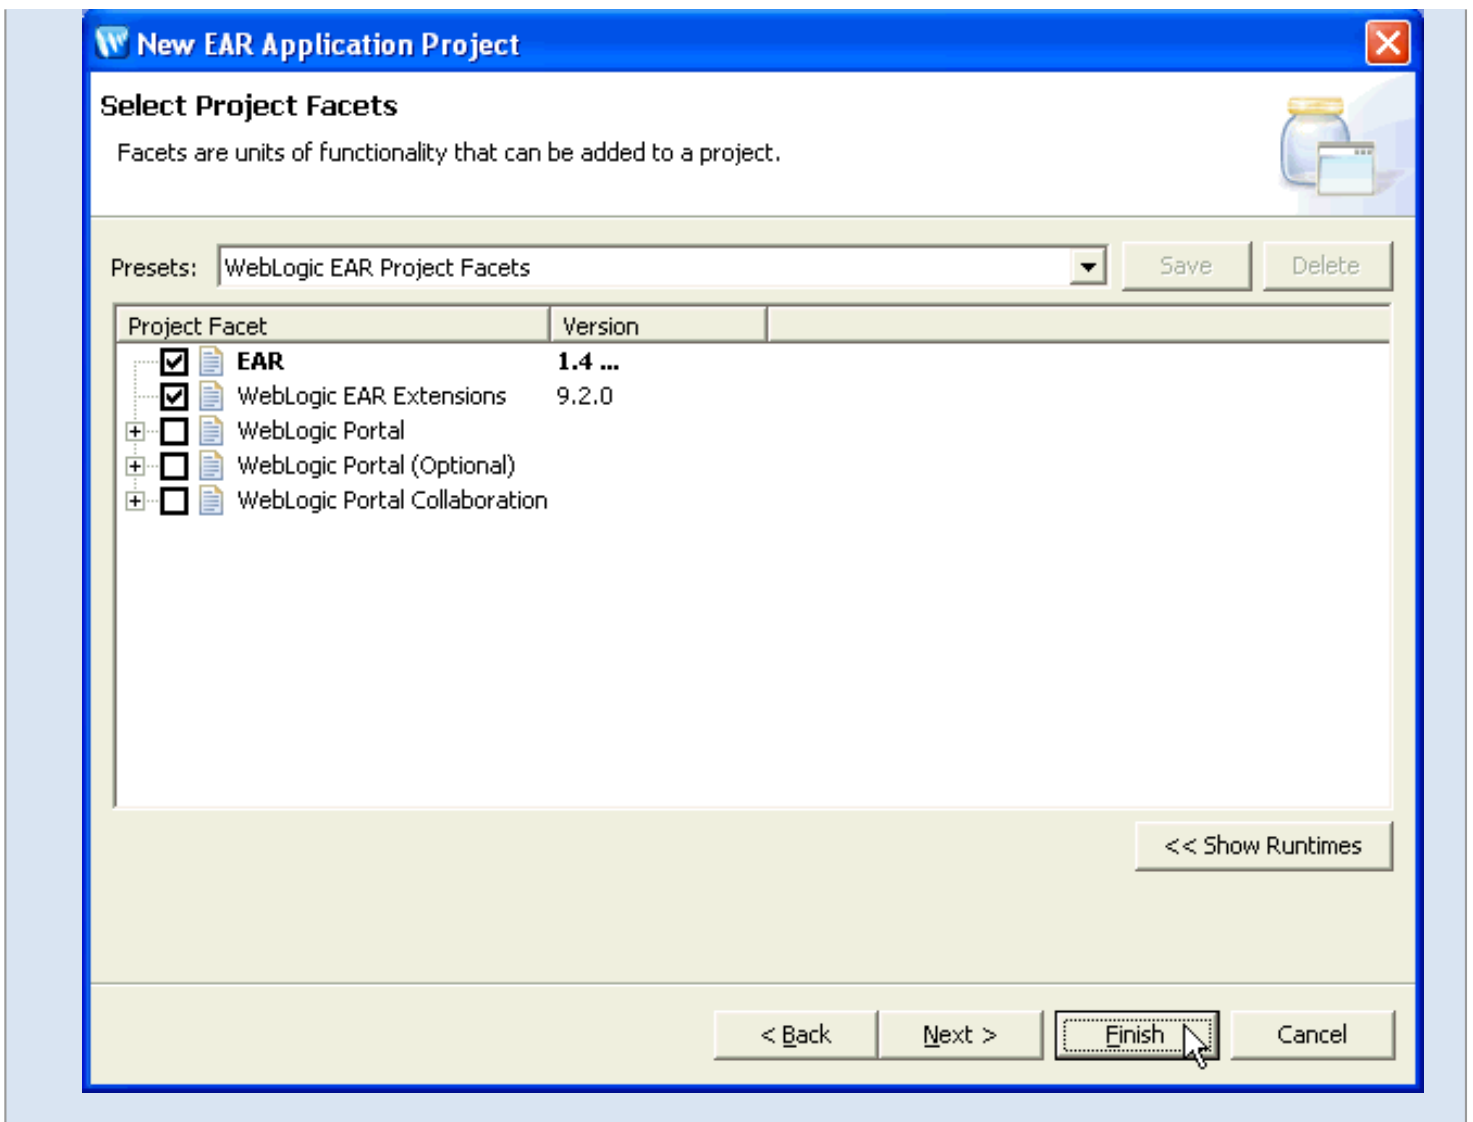 New EAR Application Project
Select Project Facets
Facets are units of functionality that can be added to a project.
Presets: WebLogic EAR Project Facets Save Delete
Project Facet Version
EAR 1.4 ...
WebLogic EAR Extensions 9.2.0
WebLogic Portal
WebLogic Portal (Optional)
WebLogic Portal Collaboration
<< Show Runtimes
< Back Next > Finish Cancel